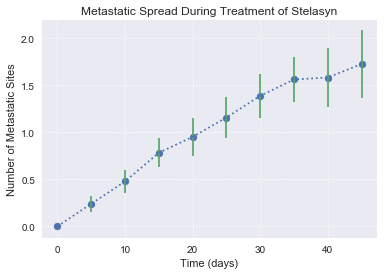 Metastatic Spread During Treatment of Stelasyn
Number of Metastatic Sites
2.0
1.5
1.0
0.5
0.0
0 10 20 30 40
Time (days)